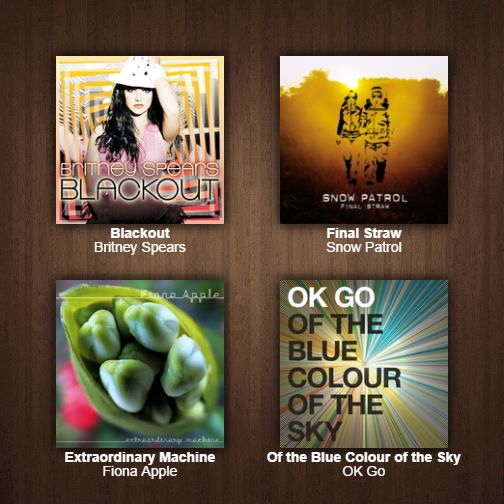 BRITNEY SPEARS
BLACKOUT
Blackout
Britney Spears
SNOW PATROL
FINAL STRAW
Final Straw
Snow Patrol
Fiona Apple
extraordinary machine
Extraordinary Machine
Fiona Apple
OK GO
OF THE
BLUE
COLOUR
OF THE
SKY
Of the Blue Colour of the Sky
OK Go